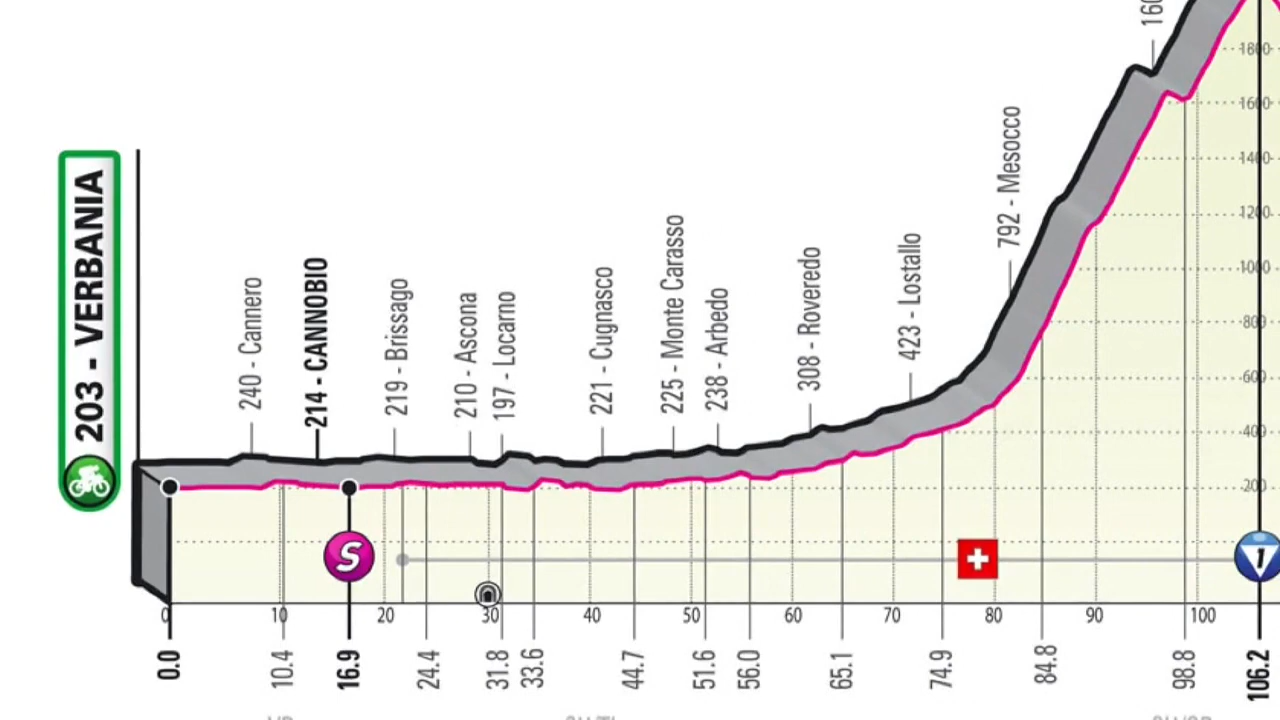 160
1800
1600
1400
1200
1000
800
600
400
200
203 - VERBANIA
240 - Cannero
214 - CANNOBIO
219 - Brissago
210 - Ascona
197 - Locarno
221 - Cugnasco
225 - Monte Carasso
238 - Arbedo
308 - Roveredo
423 - Lostallo
792 - Mesocco
S
1
0 10 20 30 40 50 60 70 80 90 100
0.0 10.4 16.9 24.4 31.8 33.6 44.7 51.6 56.0 65.1 74.9 84.8 98.8 106.2